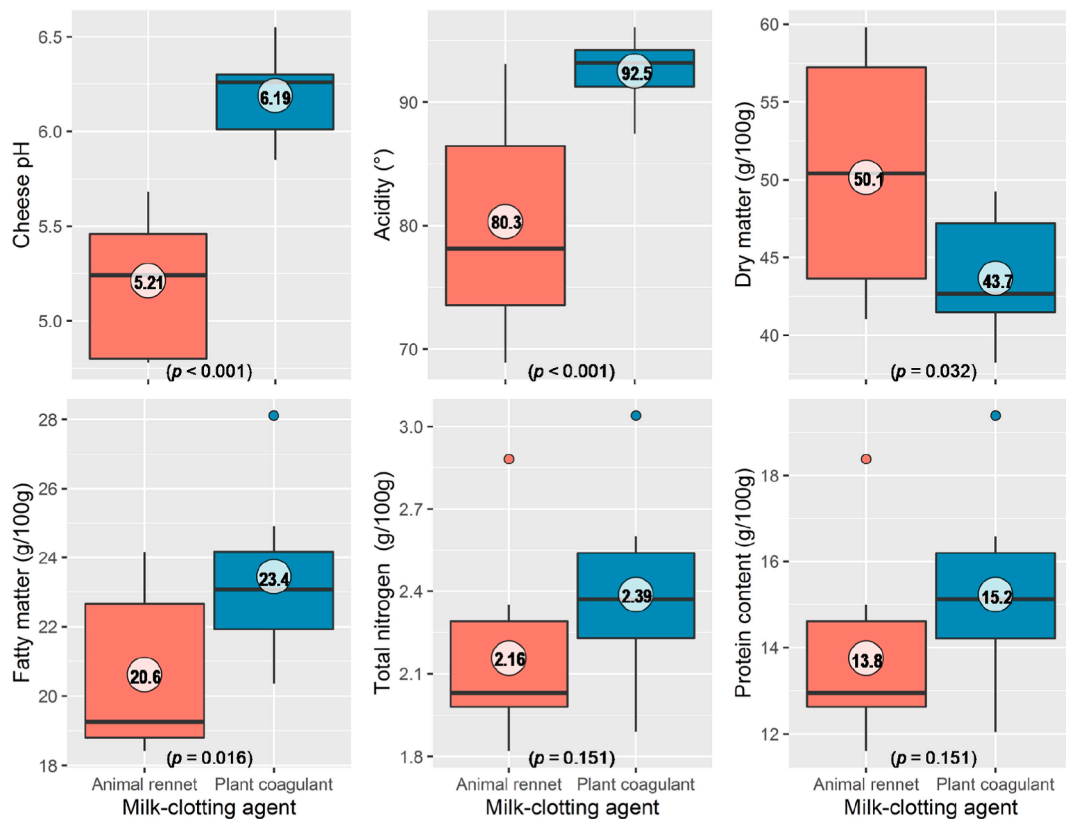 Cheese pH
6.5
6.0
5.5
5.0
6.19
5.21
(p < 0.001)
Acidity (°)
90
80
70
92.5
80.3
(p < 0.001)
Dry matter (g/100g)
60
55
50
45
40
50.1
43.7
(p = 0.032)
Fatty matter (g/100g)
28
26
24
22
20
18
23.4
20.6
(p = 0.016)
Animal rennet Plant coagulant
Milk-clotting agent
Total nitrogen (g/100g)
3.0
2.7
2.4
2.1
1.8
2.39
2.16
(p = 0.151)
Animal rennet Plant coagulant
Milk-clotting agent
Protein content (g/100g)
18
16
14
12
15.2
13.8
(p = 0.151)
Animal rennet Plant coagulant
Milk-clotting agent